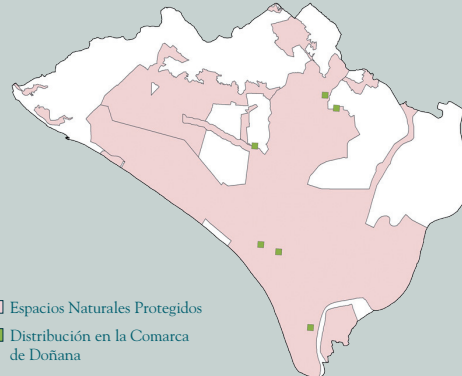 Espacios Naturales Protegidos
Distribución en la Comarca
de Doñana